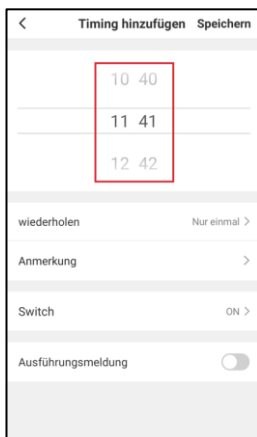 Timing hinzufügen Speichern
10 40
11 41
12 42
wiederholen Nur einmal
Anmerkung
Switch ON
Ausführungsmeldung